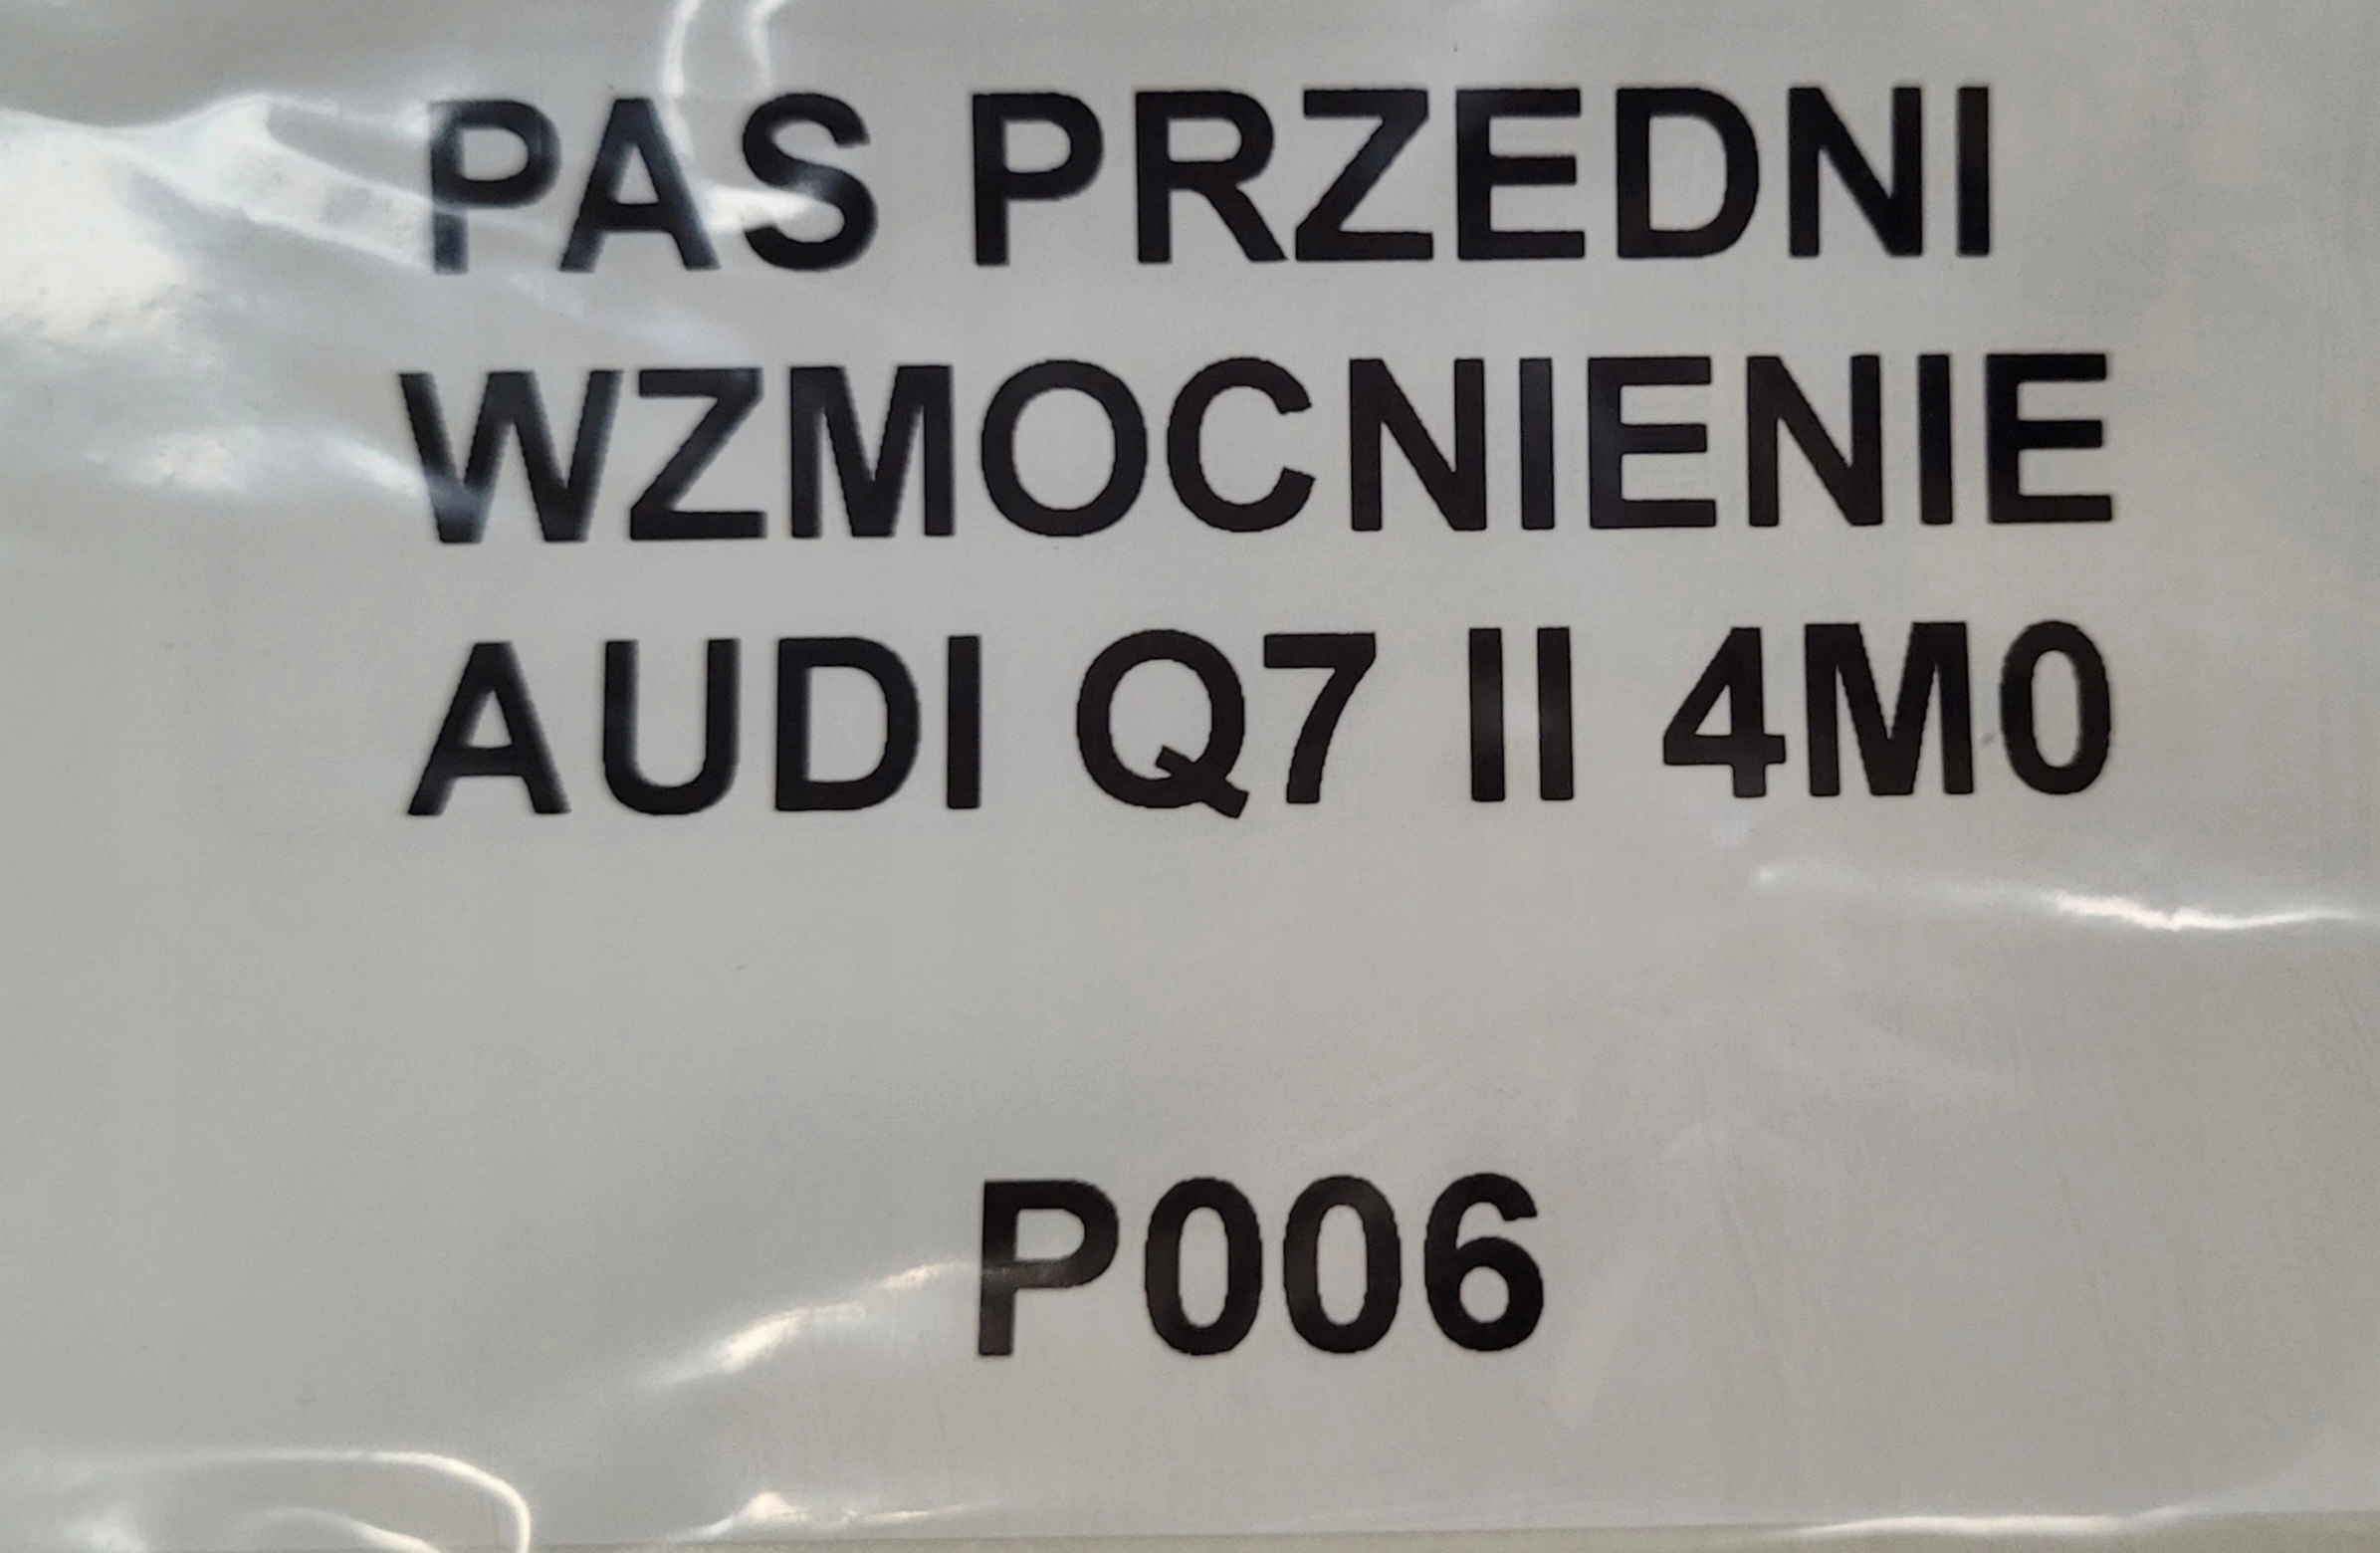 PAS PRZEDNI
WZMOCNIENIE
AUDI Q7 II 4M0
P006